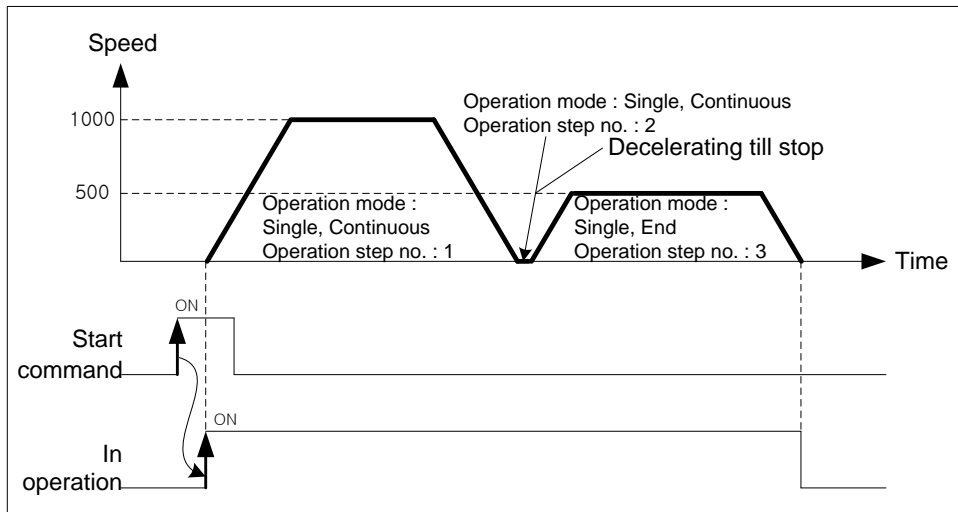 Speed
Operation mode : Single, Continuous
Operation step no. : 2
Decelerating till stop
1000
500
Operation mode :
Single, Continuous
Operation step no. : 1
Operation mode :
Single, End
Operation step no. : 3
Time
ON
Start
command
ON
In
operation